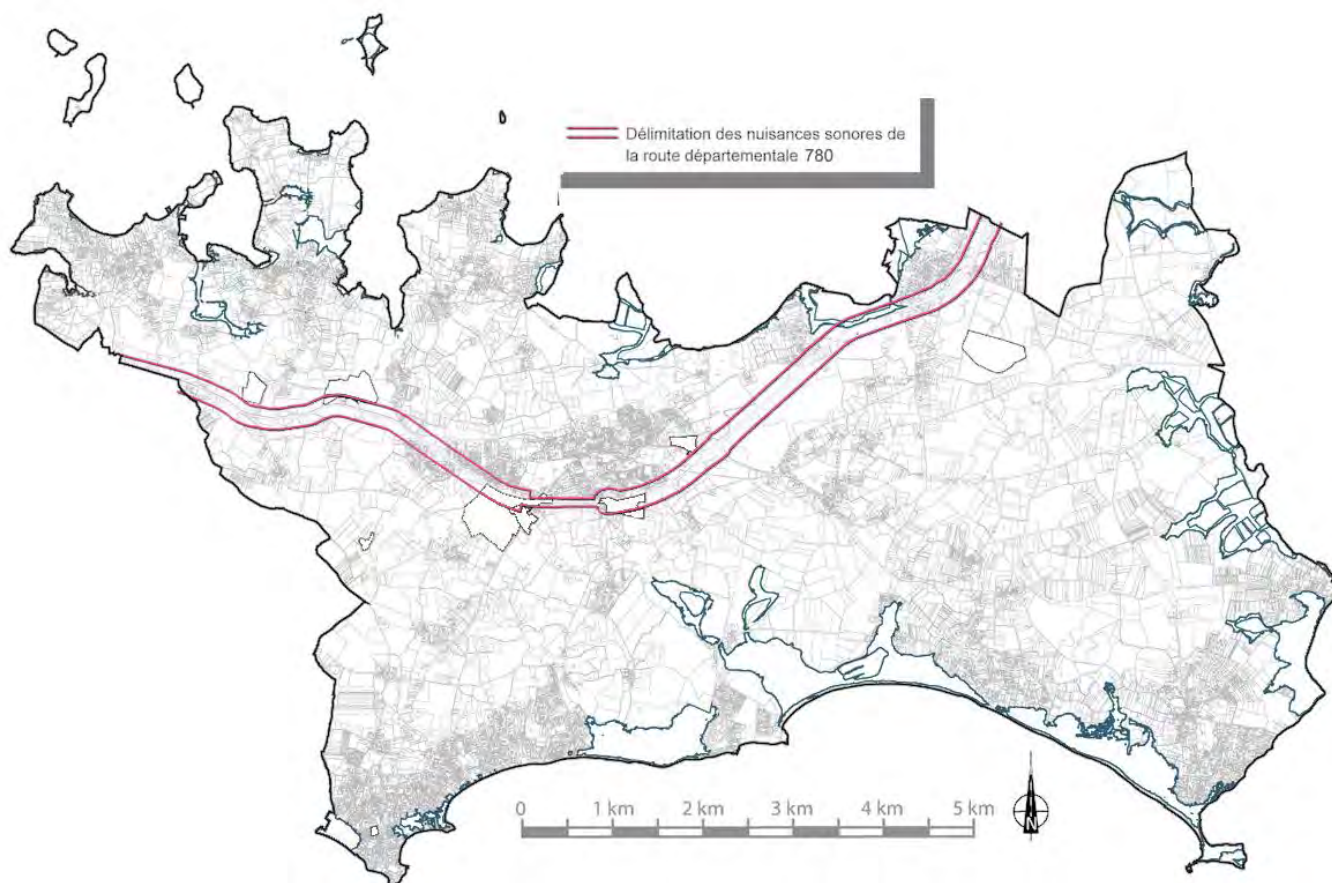 Délimitation des nuisances sonores de
la route départementale 780
0 1 km 2 km 3 km 4 km 5 km